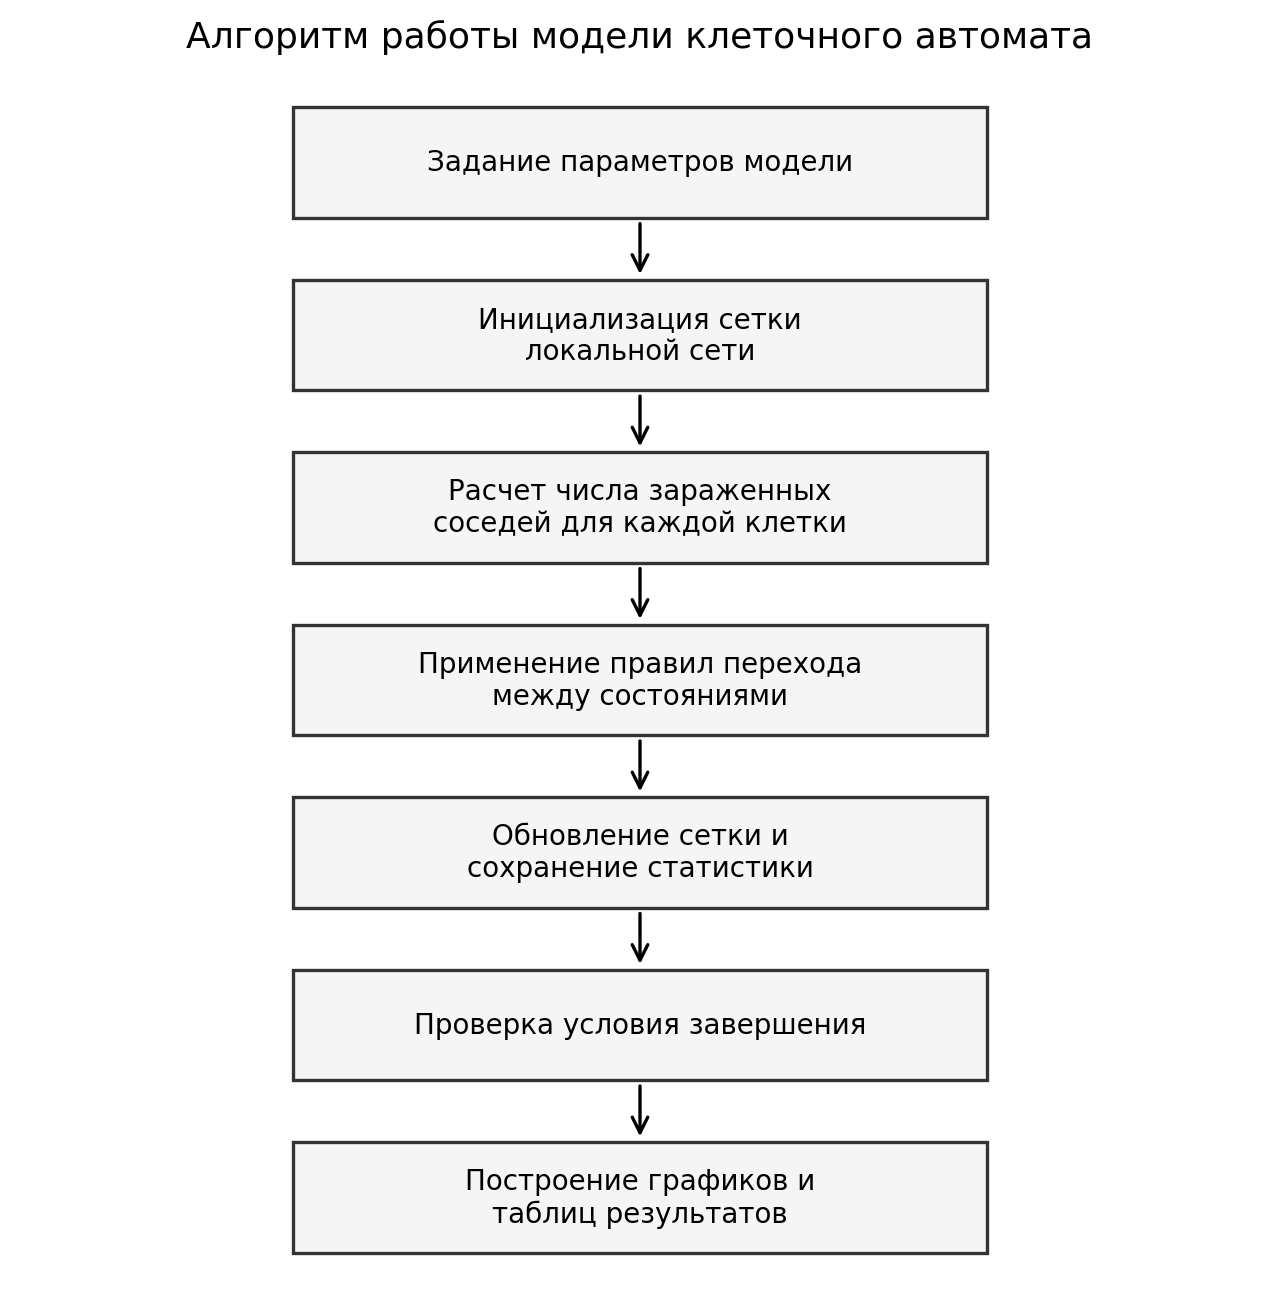 Алгоритм работы модели клеточного автомата
Задание параметров модели
Инициализация сетки
локальной сети
Расчет числа зараженных
соседей для каждой клетки
Применение правил перехода
между состояниями
Обновление сетки и
сохранение статистики
Проверка условия завершения
Построение графиков и
таблиц результатов